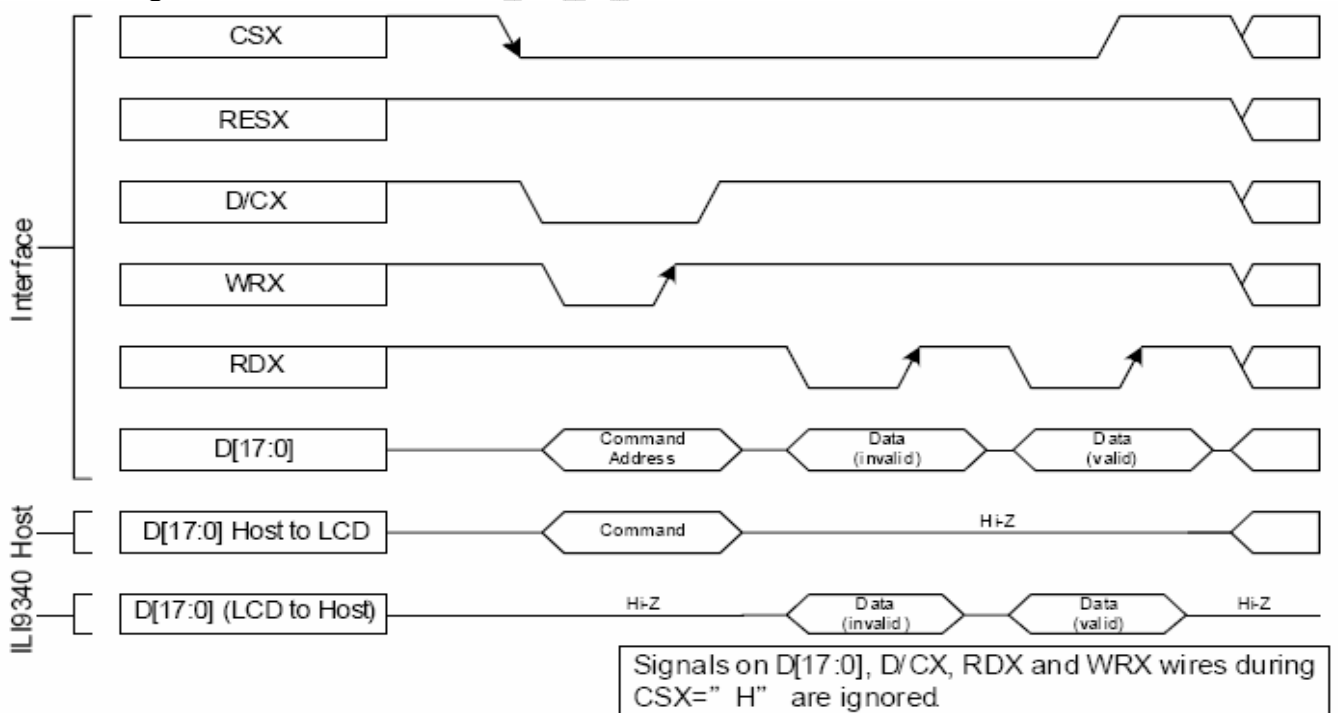 CSX
RESX
D/CX
WRX
RDX
D[17:0]
Command
Address
Data
(invalid)
Data
(valid)
Interface
D[17:0] Host to LCD
Command
Hi-Z
Host
D[17:0] (LCD to Host)
Hi-Z
Data
(invalid)
Data
(valid)
Hi-Z
ILI9340
Signals on D[17:0], D/CX, RDX and WRX wires during
CSX=” H” are ignored.